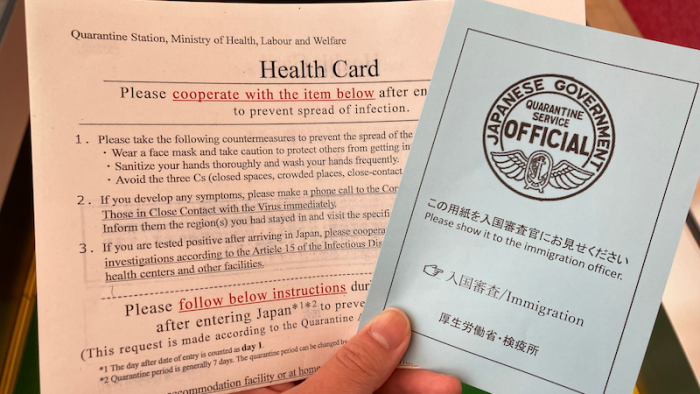 Quarantine Station, Ministry of Health, Labour and Welfare
Health Card
Please cooperate with the item below after en
to prevent spread of infection.
1. Please take the following countermeasures to prevent the spread of the
・Wear a face mask and take caution to protect others from getting in
・Sanitize your hands thoroughly and wash your hands frequently.
・Avoid the three Cs (closed spaces, crowded places, close-contact
2. If you develop any symptoms, please make a phone call to the Con
Those in Close Contact with the Virus immediately.
Inform them the region(s) you had stayed in and visit the specifi
3. If you are tested positive after arriving in Japan, please coopera
investigations according to the Article 15 of the Infectious Dis
health centers and other facilities.
Please follow below instructions duri
after entering Japan*1*2 to preve
(This request is made according to the Quarantine A
*1 The day after date of entry is counted as day 1.
*2 Quarantine period is generally 7 days. The quarantine period can be changed by
ommodation facility or at home
JAPANESE GOVERNMENT
QUARANTINE
SERVICE
OFFICIAL
この用紙を入国審査官にお見せください
Please show it to the immigration officer.
☞ 入国審査/Immigration
厚生労働省・検疫所